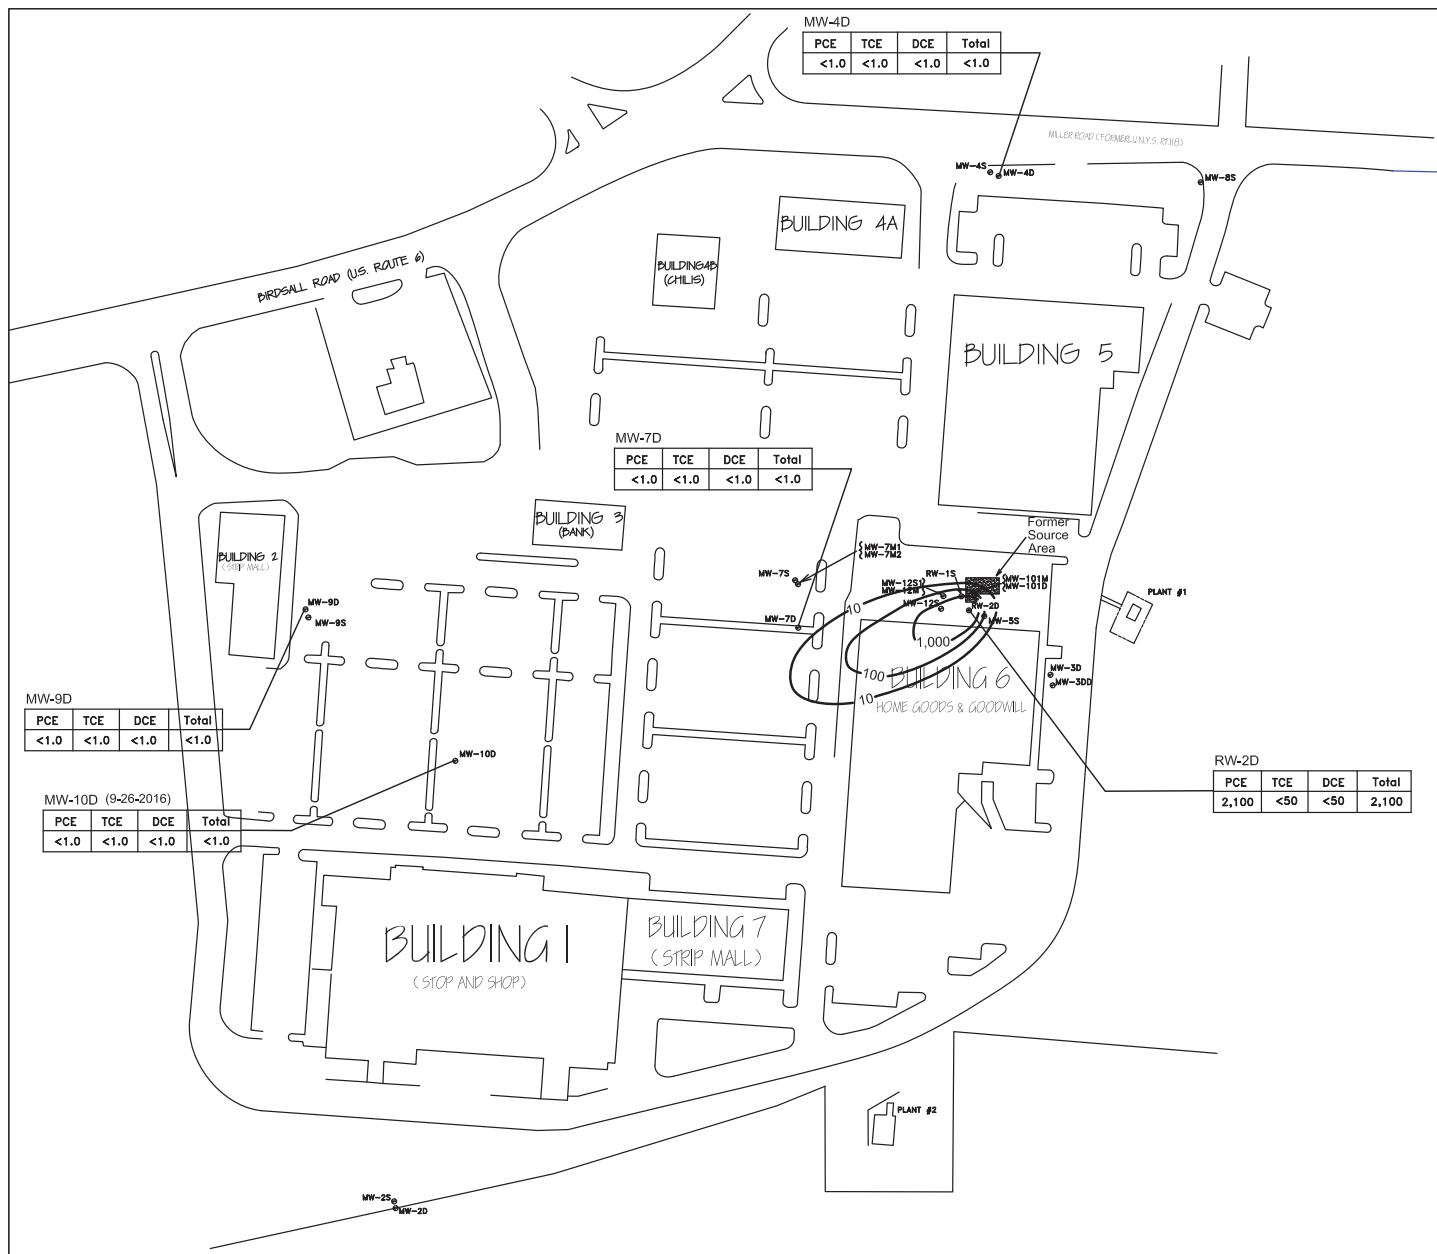 MW-4D
PCE TCE DCE Total
<1.0 <1.0 <1.0 <1.0
MILLER ROAD (FORMERLU N.Y.S. RT.118)
MW-4S
MW-4D
MW-8S
BUILDING 4A
BUILDING4B
(CHILIS)
BIRDSALL ROAD (U.S. ROUTE 6)
BUILDING 5
MW-7D
PCE TCE DCE Total
<1.0 <1.0 <1.0 <1.0
BUILDING 3
(BANK)
Former
Source
Area
BUILDING 2
(STRIP MALL)
MW-7M1
MW-7M2
MW-7S
RW-1S
MW-12S1
MW-12M
MW-101M
MW-101D
PLANT #1
MW-9D
MW-9S
MW-12S
10
RW-2D
MW-5S
MW-7D
1,000
100
10
BUILDING 6
HOME GOODS & GOODWILL
MW-3D
MW-3DD
MW-9D
PCE TCE DCE Total
<1.0 <1.0 <1.0 <1.0
MW-10D
RW-2D
PCE TCE DCE Total
2,100 <50 <50 2,100
MW-10D (9-26-2016)
PCE TCE DCE Total
<1.0 <1.0 <1.0 <1.0
BUILDING 1
(STOP AND SHOP)
BUILDING 7
(STRIP MALL)
PLANT #2
MW-2S
MW-2D